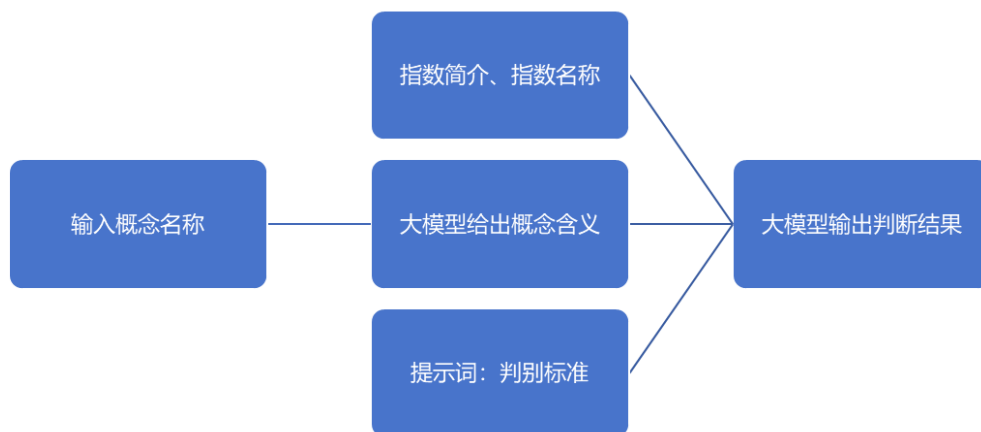 指数简介、指数名称
输入概念名称
大模型给出概念含义
大模型输出判断结果
提示词：判别标准